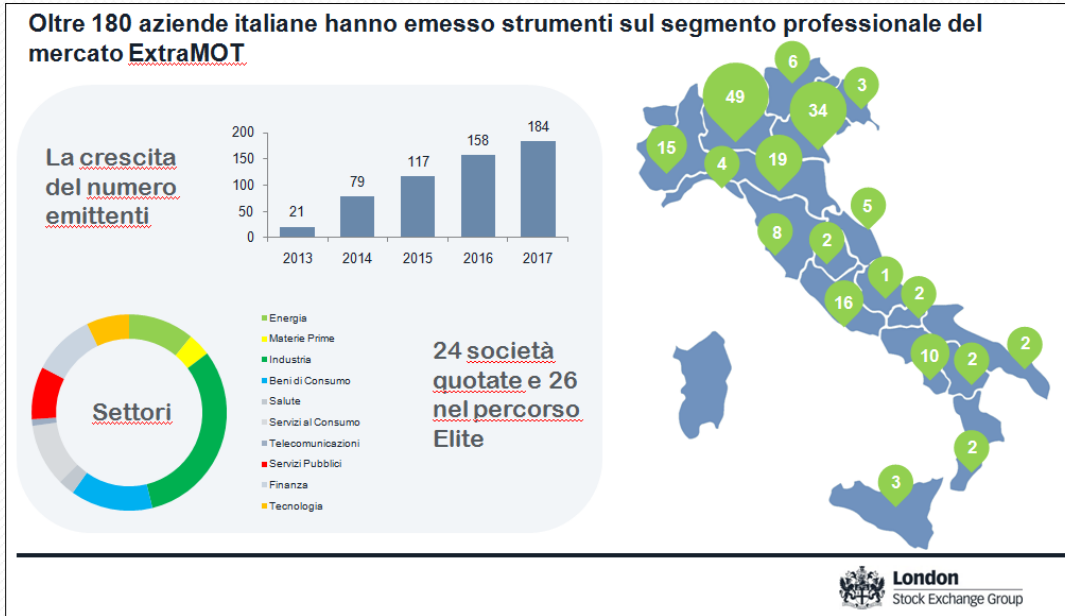 Oltre 180 aziende italiane hanno emesso strumenti sul segmento professionale del
mercato ExtraMOT
La crescita
del numero
emittenti
200
150
100
50
0
21
79
117
158
184
2013
2014
2015
2016
2017
Settori
Energia
Materie Prime
Industria
Beni di Consumo
Salute
Servizi al Consumo
Telecomunicazioni
Servizi Pubblici
Finanza
Tecnologia
24 società
quotate e 26
nel percorso
Elite
6
3
49
34
15
4
19
5
8
2
1
2
16
10
2
2
2
3
London
Stock Exchange Group